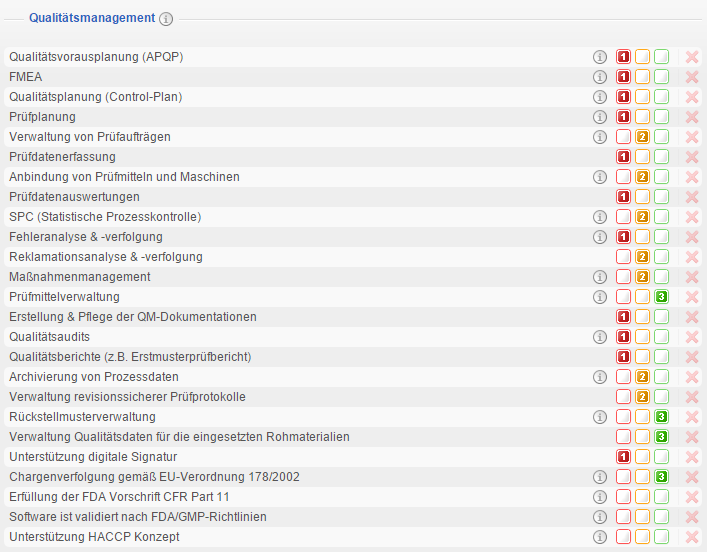 Qualitätsmanagement i
Qualitätsvorausplanung (APQP) i 1
FMEA i 1
Qualitätsplanung (Control-Plan) i 1
Prüfplanung i 1
Verwaltung von Prüfaufträgen i 2
Prüfdatenerfassung 1
Anbindung von Prüfmitteln und Maschinen i 2
Prüfdatenauswertungen 1
SPC (Statistische Prozesskontrolle) i 2
Fehleranalyse & -verfolgung i 1
Reklamationsanalyse & -verfolgung 2
Maßnahmenmanagement i 2
Prüfmittelverwaltung i 3
Erstellung & Pflege der QM-Dokumentationen 1
Qualitätsaudits i 1
Qualitätsberichte (z.B. Erstmusterprüfbericht) 1
Archivierung von Prozessdaten i 2
Verwaltung revisionssicherer Prüfprotokolle 2
Rückstellmusterverwaltung i 3
Verwaltung Qualitätsdaten für die eingesetzten Rohmaterialien 3
Unterstützung digitale Signatur 1
Chargenverfolgung gemäß EU-Verordnung 178/2002 i 3
Erfüllung der FDA Vorschrift CFR Part 11 i
Software ist validiert nach FDA/GMP-Richtlinien i
Unterstützung HACCP Konzept i